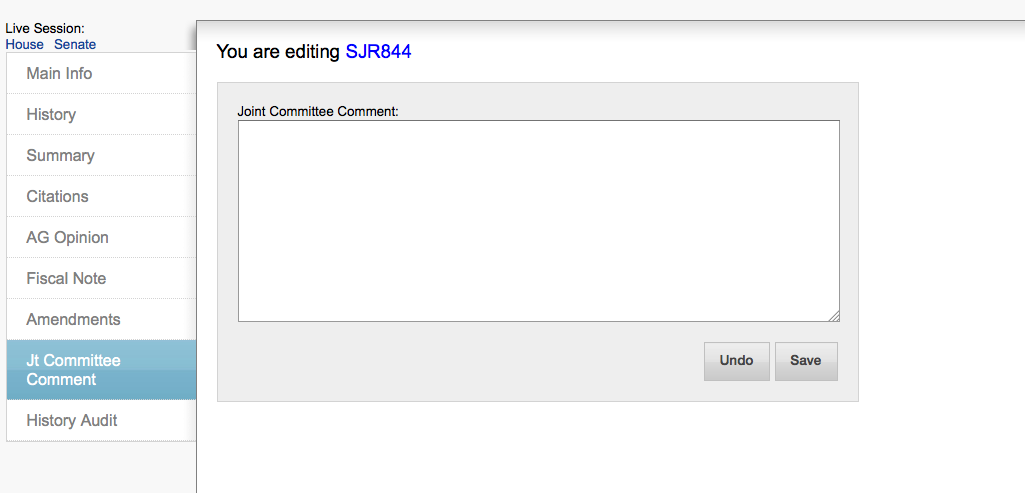 Live Session:
House Senate
Main Info
History
Summary
Citations
AG Opinion
Fiscal Note
Amendments
Jt Committee
Comment
History Audit
You are editing SJR844
Joint Committee Comment:
Undo Save